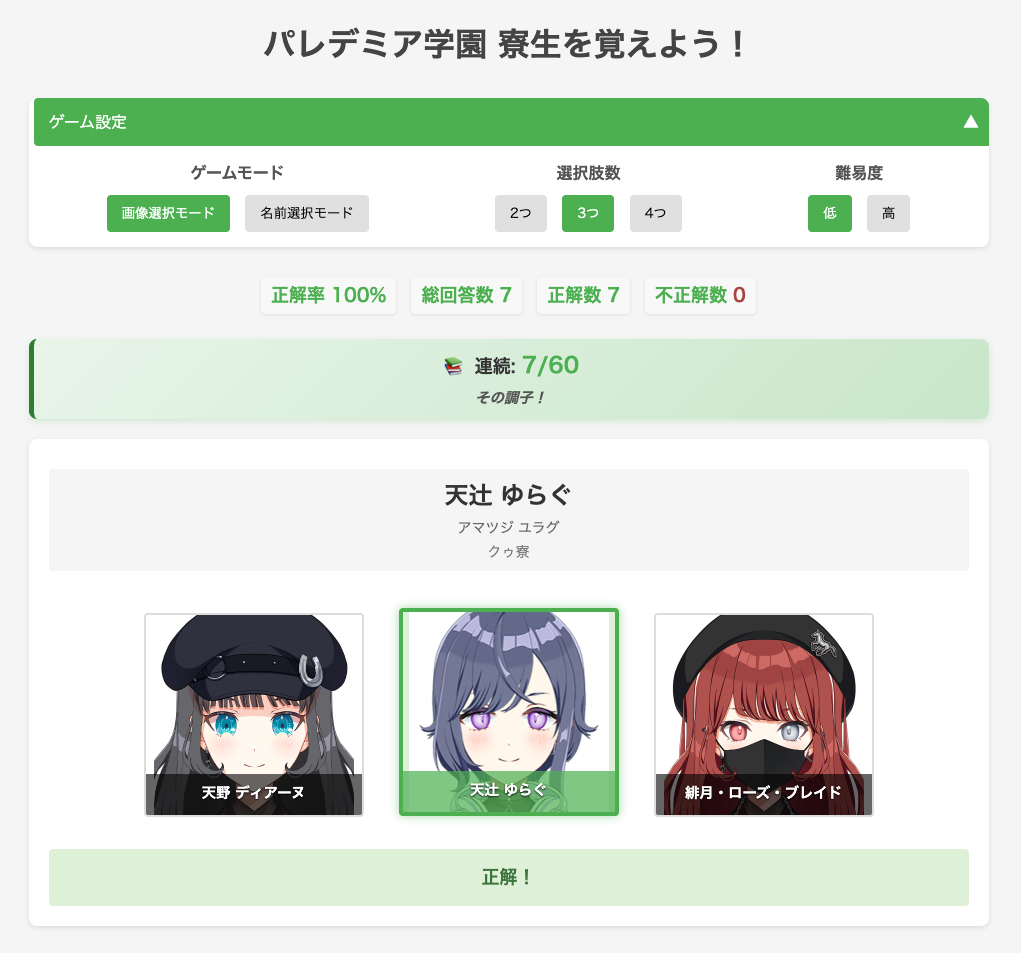 パレデミア学園 寮生を覚えよう！
ゲーム設定 ▲
ゲームモード
画像選択モード 名前選択モード
選択肢数
2つ 3つ 4つ
難易度
低 高
正解率 100% 総回答数 7 正解数 7 不正解数 0
連続: 7/60
その調子！
天辻 ゆらぐ
アマツジ ユラグ
クゥ寮
天野 ディアーヌ
天辻 ゆらぐ
緋月・ローズ・ブレイド
正解！